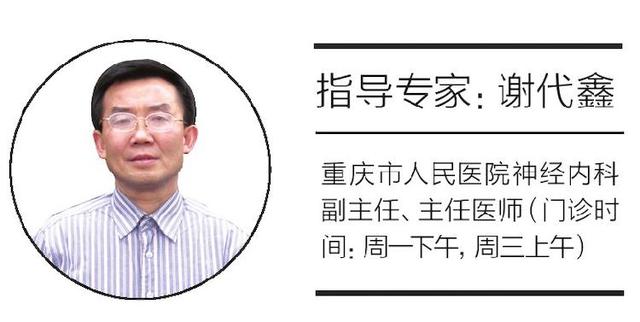 指导专家：谢代鑫
重庆市人民医院神经内科
副主任、主任医师（门诊时
间：周一下午，周三上午）